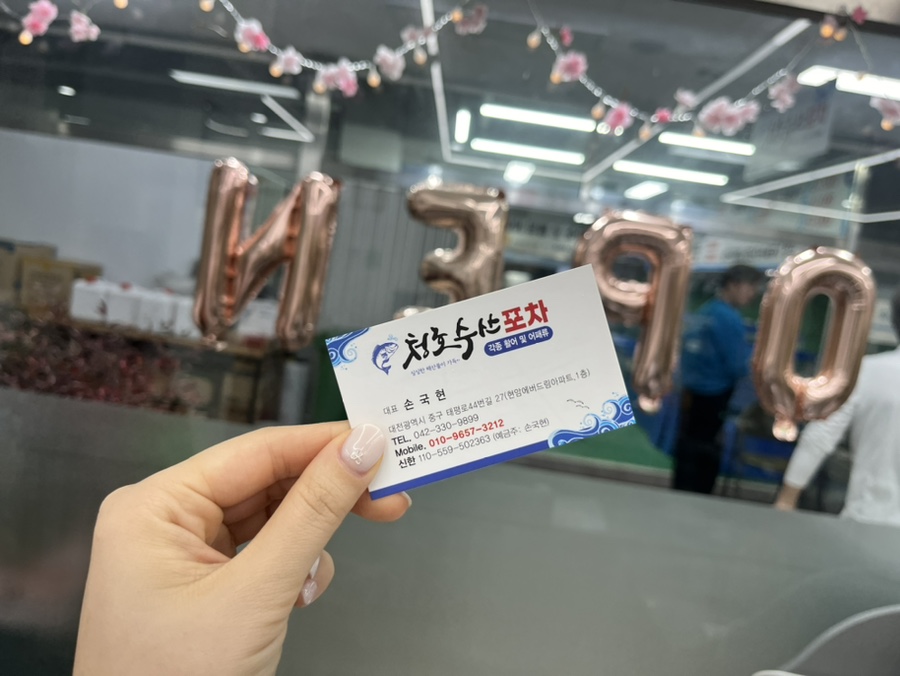 청호수산포차
각종 활어 및 어패류
대표 손국현
대전광역시 중구 태평로44번길 27(현암에버드림아파트,1층)
TEL. 042-330-9899
Mobile. 010-9657-3212
신한 110-559-502363 (예금주: 손국현)